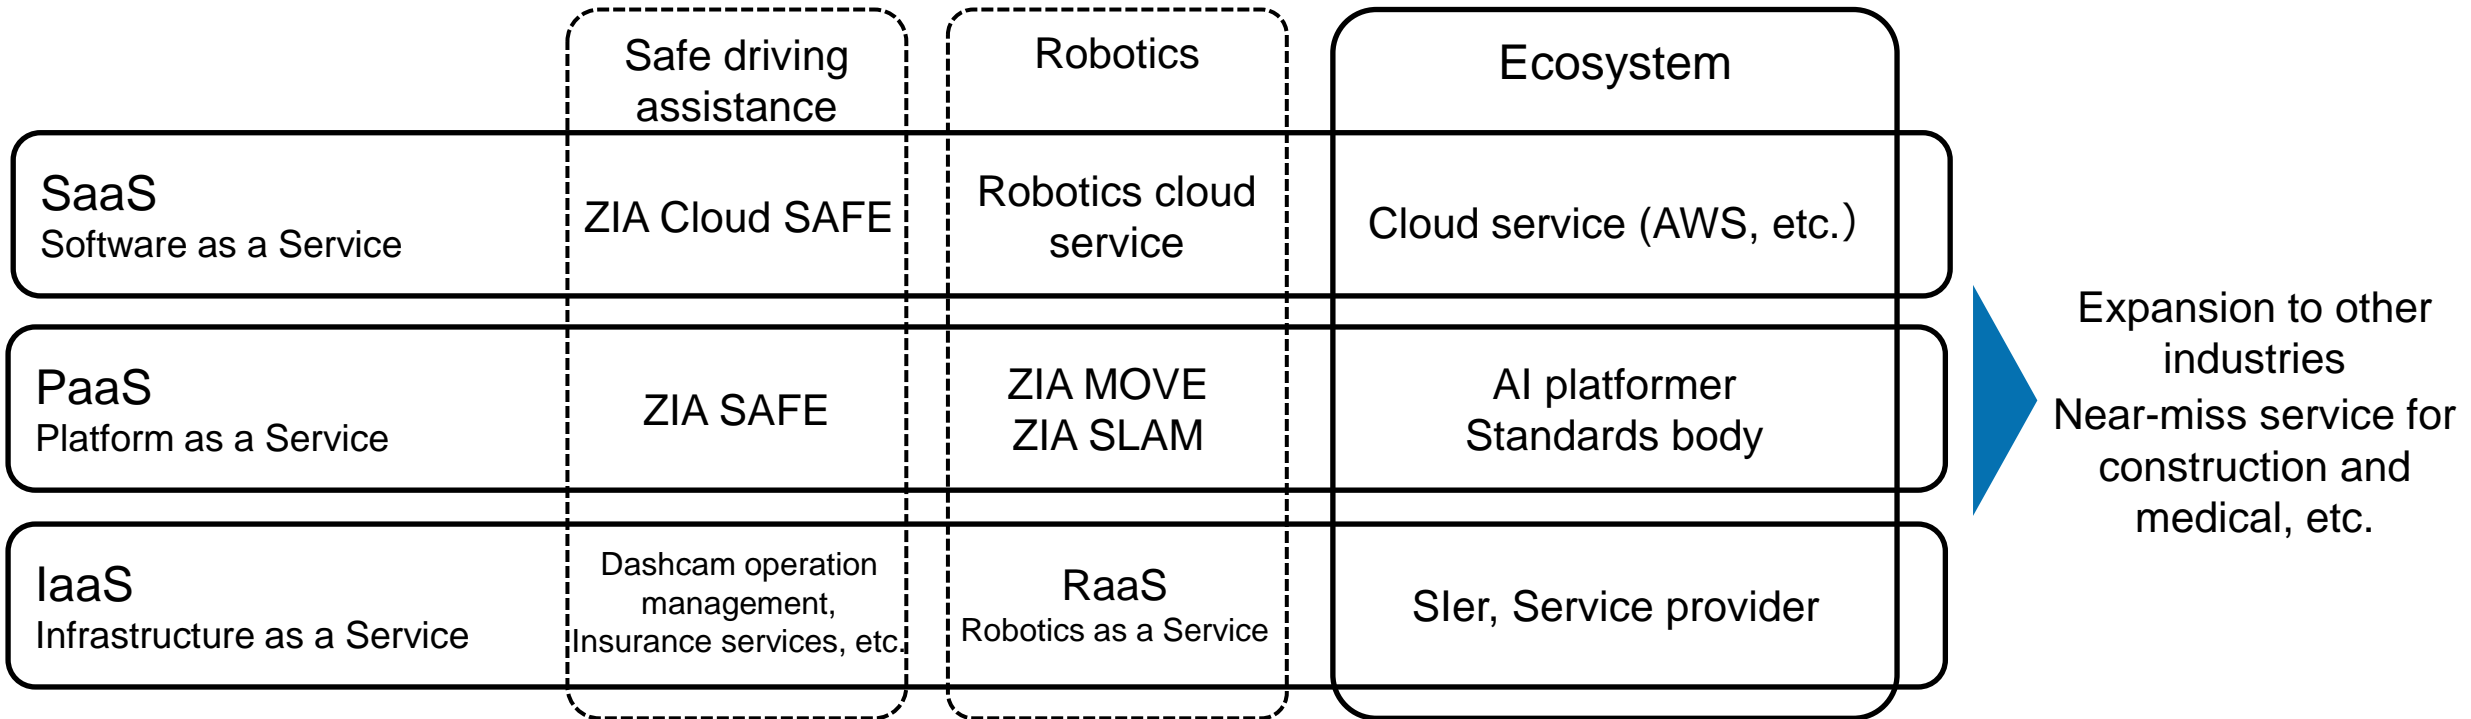 Safe driving
assistance
Robotics
Ecosystem
SaaS
Software as a Service
ZIA Cloud SAFE
Robotics cloud
service
Cloud service (AWS, etc.）
PaaS
Platform as a Service
ZIA SAFE
ZIA MOVE
ZIA SLAM
AI platformer
Standards body
IaaS
Infrastructure as a Service
Dashcam operation
management,
Insurance services, etc.
RaaS
Robotics as a Service
SIer, Service provider
Expansion to other
industries
Near-miss service for
construction and
medical, etc.